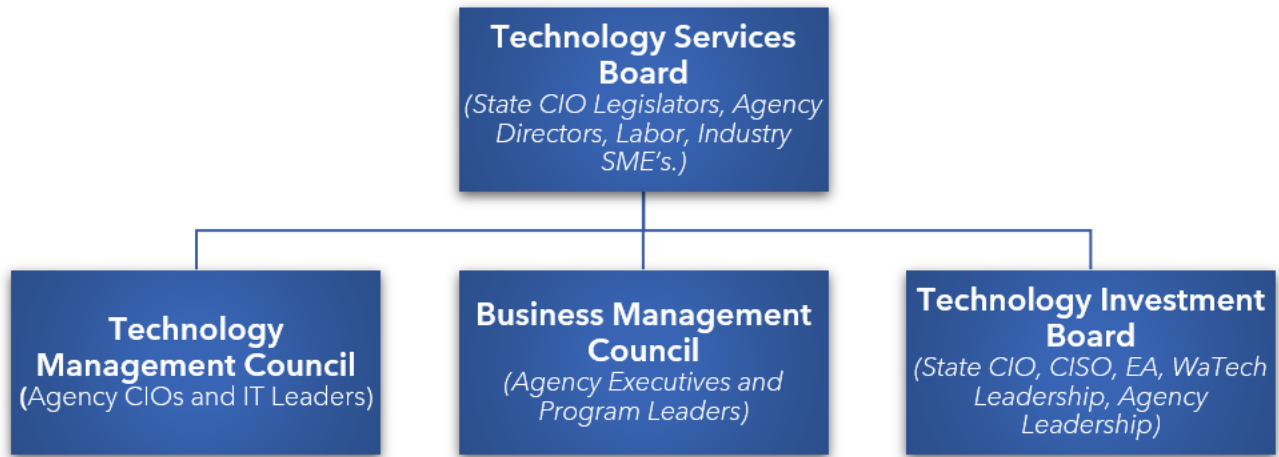 Technology Services
Board
(State CIO Legislators, Agency
Directors, Labor, Industry
SME's.)
Technology
Management Council
(Agency CIOs and IT Leaders)
Business Management
Council
(Agency Executives and
Program Leaders)
Technology Investment
Board
(State CIO, CISO, EA, WaTech
Leadership, Agency
Leadership)